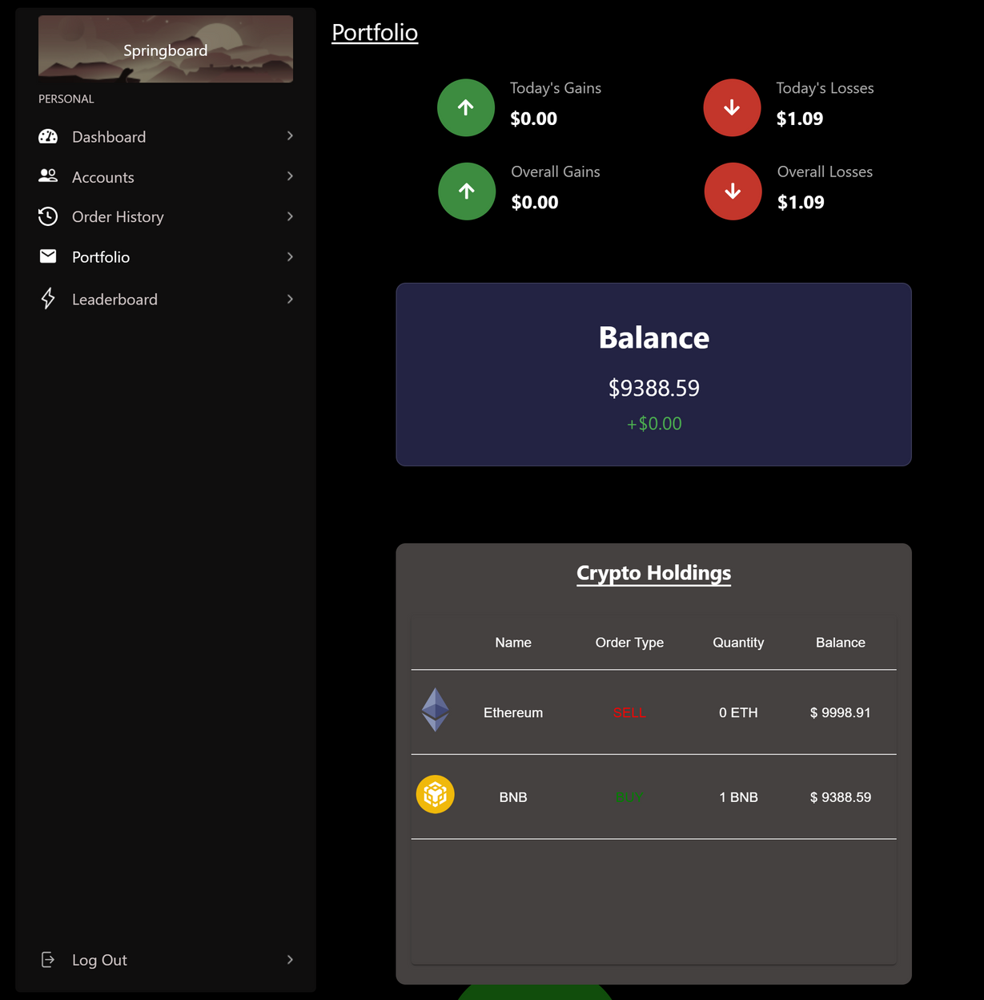 Springboard
PERSONAL
Dashboard
Accounts
Order History
Portfolio
Leaderboard
Log Out
Portfolio
Today's Gains
$0.00
Today's Losses
$1.09
Overall Gains
$0.00
Overall Losses
$1.09
Balance
$9388.59
+$0.00
Crypto Holdings
Name Order Type Quantity Balance
Ethereum SELL 0 ETH $ 9998.91
BNB BUY 1 BNB $ 9388.59